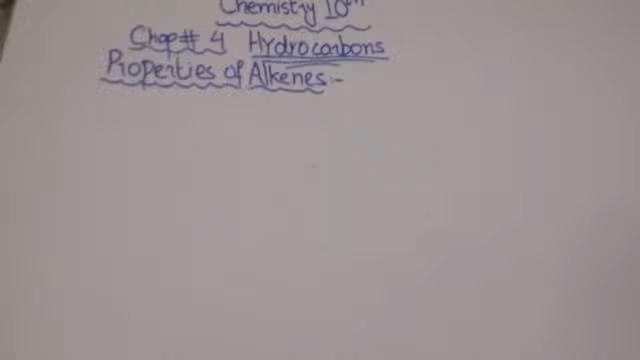 Chemistry 10th
Chap# 4 Hydrocarbons
Properties of Alkenes:-